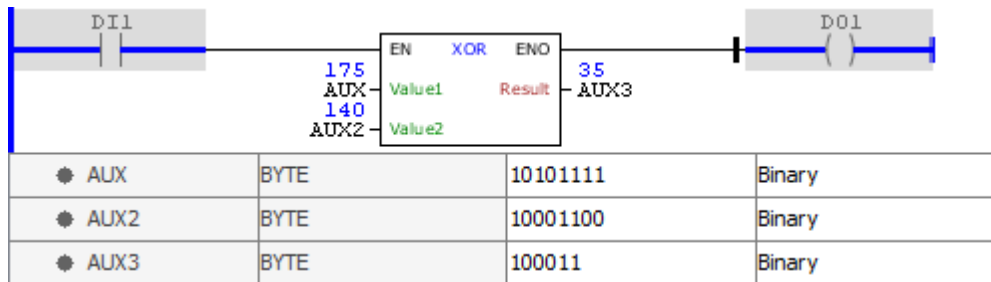 DI1 DO1
EN XOR ENO
175 35
AUX Value1 Result AUX3
140
AUX2 Value2
AUX BYTE 10101111 Binary
AUX2 BYTE 10001100 Binary
AUX3 BYTE 100011 Binary